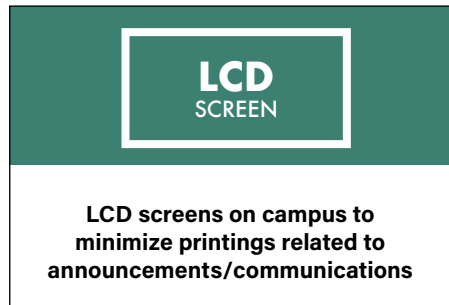 LCD
SCREEN
LCD screens on campus to
minimize printings related to
announcements/communications